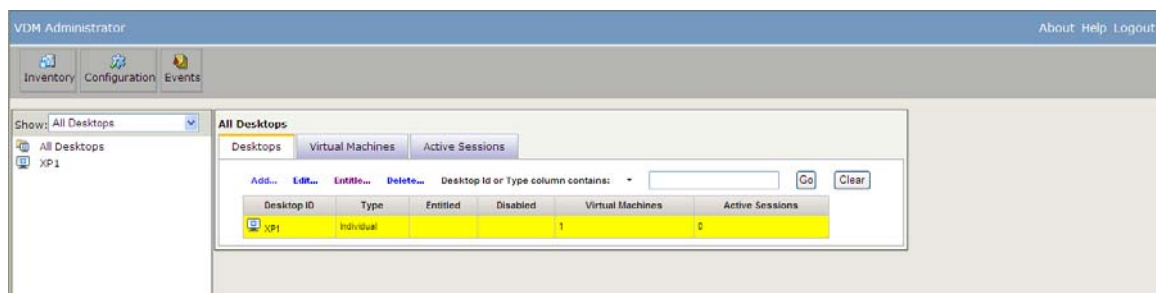 VDM Administrator
About Help Logout
Inventory Configuration Events
Show: All Desktops
All Desktops
XP1
All Desktops
Desktops Virtual Machines Active Sessions
Add... Edit... Entitle... Delete... Desktop Id or Type column contains: Go Clear
Desktop ID Type Entitled Disabled Virtual Machines Active Sessions
XP1 Individual 1 0